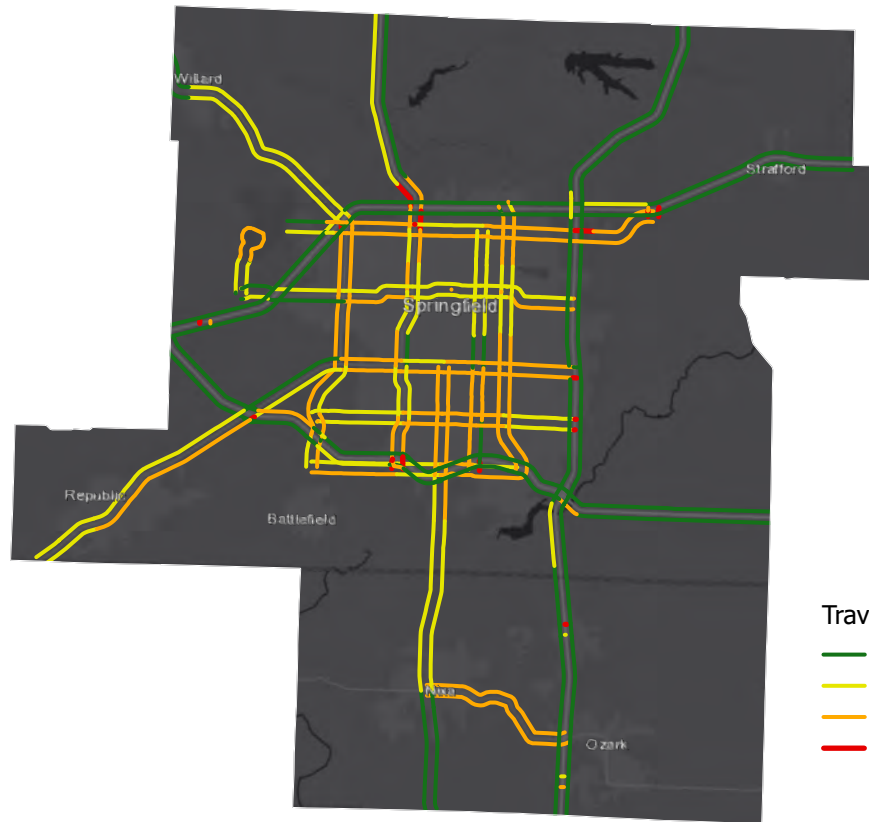 Willard
Strafford
Springfield
Republic
Battlefield
Trav
Nixa
Ozark